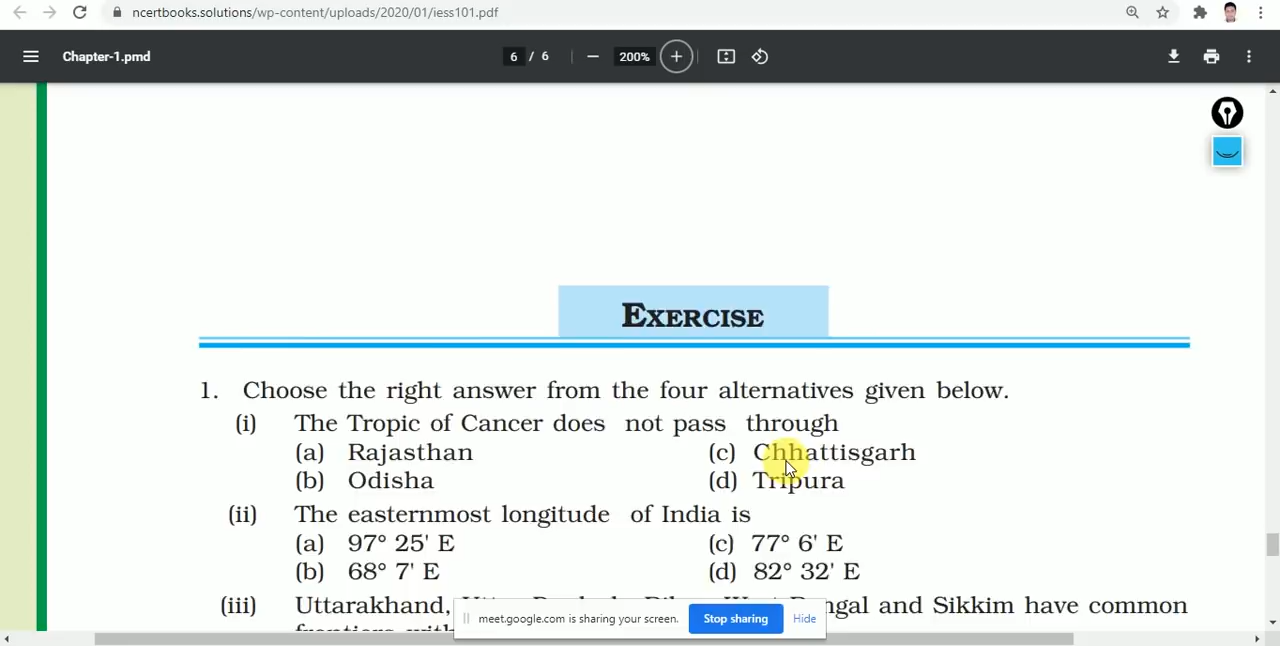 ncertbooks.solutions/wp-content/uploads/2020/01/iess101.pdf
Chapter-1.pmd
6 / 6
200%
EXERCISE
1. Choose the right answer from the four alternatives given below.
(i) The Tropic of Cancer does not pass through
(a) Rajasthan (c) Chhattisgarh
(b) Odisha (d) Tripura
(ii) The easternmost longitude of India is
(a) 97° 25' E (c) 77° 6' E
(b) 68° 7' E (d) 82° 32' E
(iii) Uttarakhand, and Sikkim have common
meet.google.com is sharing your screen. Stop sharing Hide